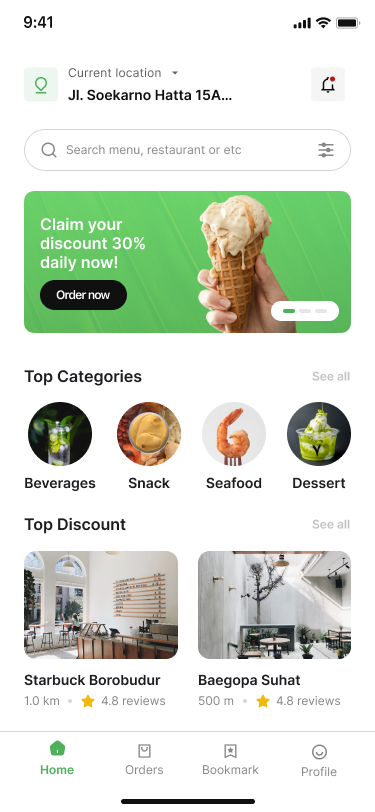 9:41
Current location
Jl. Soekarno Hatta 15A...
Search menu, restaurant or etc
Claim your
discount 30%
daily now!
Order now
Top Categories
See all
Beverages
Snack
Seafood
Dessert
Top Discount
See all
Starbuck Borobudur
1.0 km • 4.8 reviews
Baegopa Suhat
500 m • 4.8 reviews
Home
Orders
Bookmark
Profile